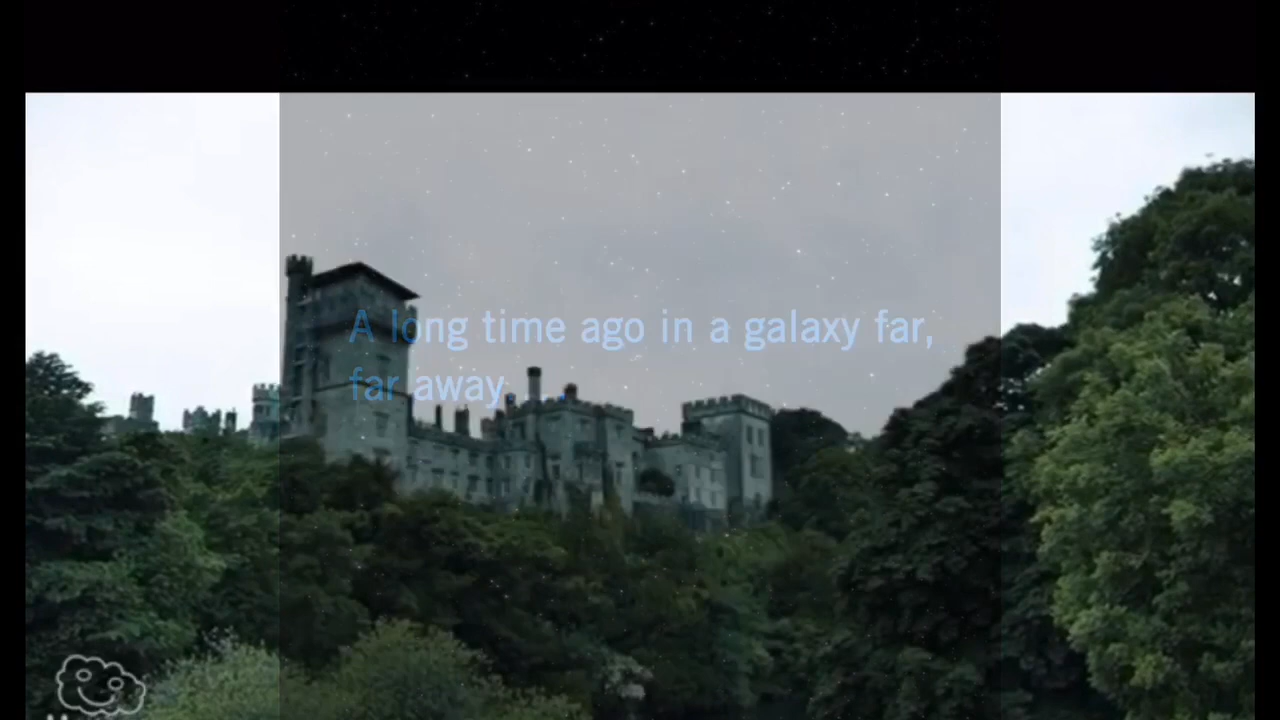 A long time ago in a galaxy far,
far away. . .